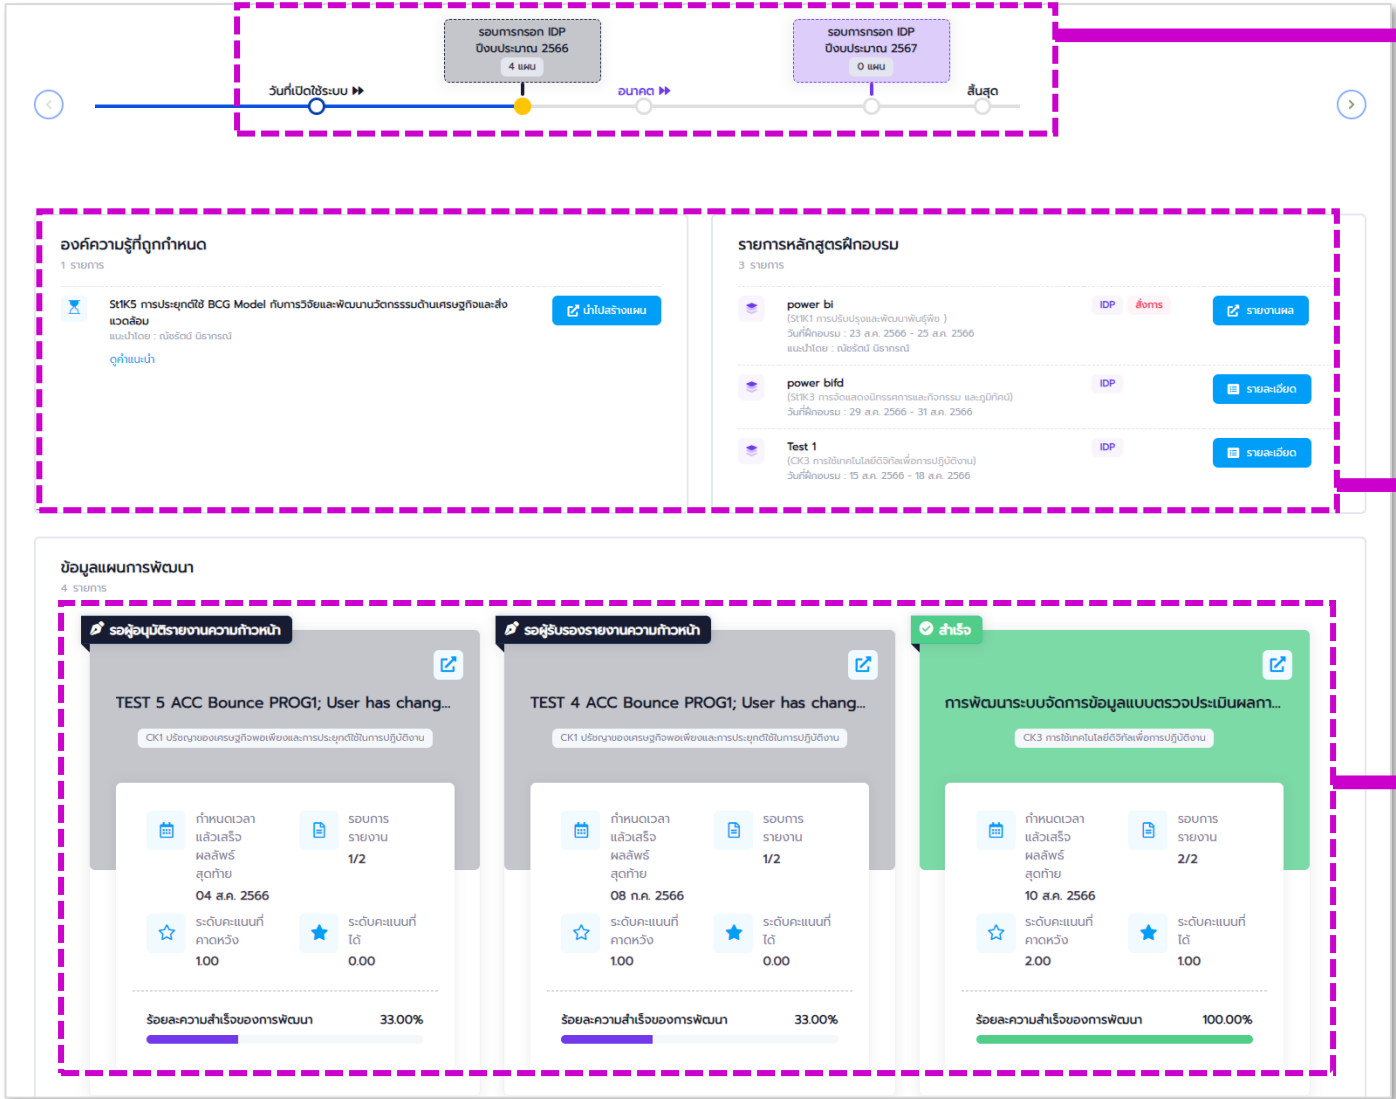 รอบการกรอก IDP
ปีงบประมาณ 2566
4 แผน
รอบการกรอก IDP
ปีงบประมาณ 2567
0 แผน
วันที่เปิดใช้ระบบ
อนาคต
สิ้นสุด
องค์ความรู้ที่ถูกกำหนด
1 รายการ
St1K5 การประยุกต์ใช้ BCG Model กับการวิจัยและพัฒนานวัตกรรมด้านเศรษฐกิจและสิ่ง
แวดล้อม
แนะนำโดย : ณัชรัตน์ นิธากรณ์
ดูคำแนะนำ
นำไปสร้างแผน
รายการหลักสูตรฝึกอบรม
3 รายการ
power bi
IDP สั่งการ
รายงานผล
(St1K1 การปรับปรุงและพัฒนาพันธุ์พืช )
วันที่ฝึกอบรม : 23 ส.ค. 2566 - 25 ส.ค. 2566
แนะนำโดย : ณัชรัตน์ นิธากรณ์
power bifd
IDP
รายละเอียด
(St1K3 การจัดแสดงนิทรรศการและกิจกรรม และภูมิทัศน์)
วันที่ฝึกอบรม : 29 ส.ค. 2566 - 31 ส.ค. 2566
Test 1
IDP
รายละเอียด
(CK3 การใช้เทคโนโลยีดิจิทัลเพื่อการปฏิบัติงาน)
วันที่ฝึกอบรม : 15 ส.ค. 2566 - 18 ส.ค. 2566
ข้อมูลแผนการพัฒนา
4 รายการ
รอผู้อนุมัติรายงานความก้าวหน้า
TEST 5 ACC Bounce PROG1; User has chang...
CK1 ปรัชญาของเศรษฐกิจพอเพียงและการประยุกต์ใช้ในการปฏิบัติงาน
กำหนดเวลา
แล้วเสร็จ
ผลลัพธ์
สุดท้าย
04 ส.ค. 2566
รอบการ
รายงาน
1/2
ระดับคะแนนที่
คาดหวัง
1.00
ระดับคะแนนที่
ได้
0.00
ร้อยละความสำเร็จของการพัฒนา 33.00%
รอผู้รับรองรายงานความก้าวหน้า
TEST 4 ACC Bounce PROG1; User has chang...
CK1 ปรัชญาของเศรษฐกิจพอเพียงและการประยุกต์ใช้ในการปฏิบัติงาน
กำหนดเวลา
แล้วเสร็จ
ผลลัพธ์
สุดท้าย
08 ก.ค. 2566
รอบการ
รายงาน
1/2
ระดับคะแนนที่
คาดหวัง
1.00
ระดับคะแนนที่
ได้
0.00
ร้อยละความสำเร็จของการพัฒนา 33.00%
สำเร็จ
การพัฒนาระบบจัดการข้อมูลแบบตรวจประเมินผลกา...
CK3 การใช้เทคโนโลยีดิจิทัลเพื่อการปฏิบัติงาน
กำหนดเวลา
แล้วเสร็จ
ผลลัพธ์
สุดท้าย
10 ส.ค. 2566
รอบการ
รายงาน
2/2
ระดับคะแนนที่
คาดหวัง
2.00
ระดับคะแนนที่
ได้
1.00
ร้อยละความสำเร็จของการพัฒนา 100.00%